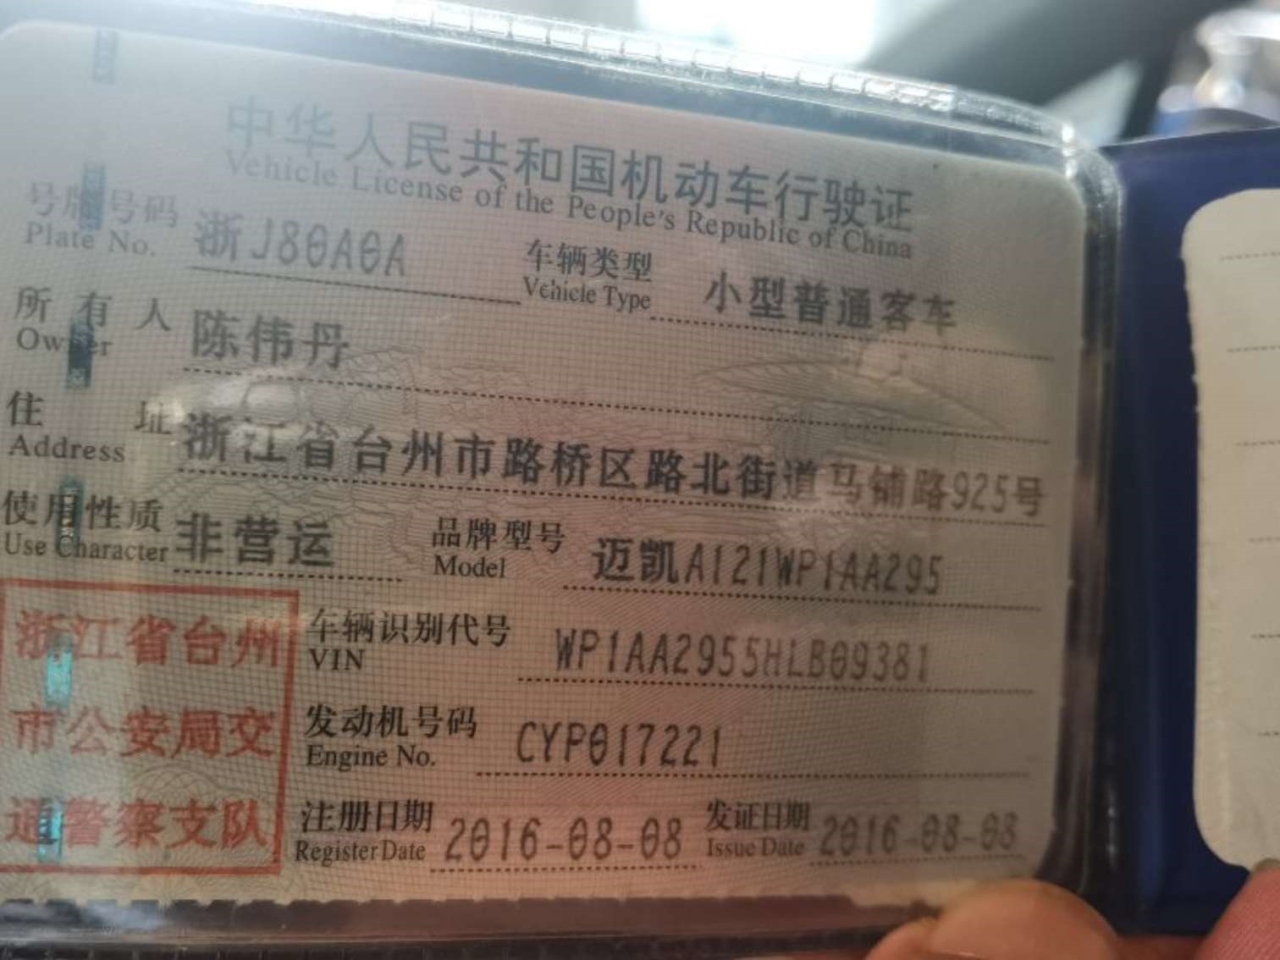 中华人民共和国机动车行驶证
Vehicle License of the People's Republic of China
号牌号码 浙J80A0A 车辆类型 小型普通客车
Plate No. Vehicle Type
所有人 陈伟丹
Owner
住址 浙江省台州市路桥区路北街道马铺路925号
Address
使用性质 非营运 品牌型号 迈凯A121WP1AA295
Use Character Model
浙江省台州
市公安局交
通警察支队
车辆识别代号 WP1AA2955HLB09381
VIN
发动机号码 CYP017221
Engine No.
注册日期 2016-08-08 发证日期 2016-08-08
Register Date Issue Date